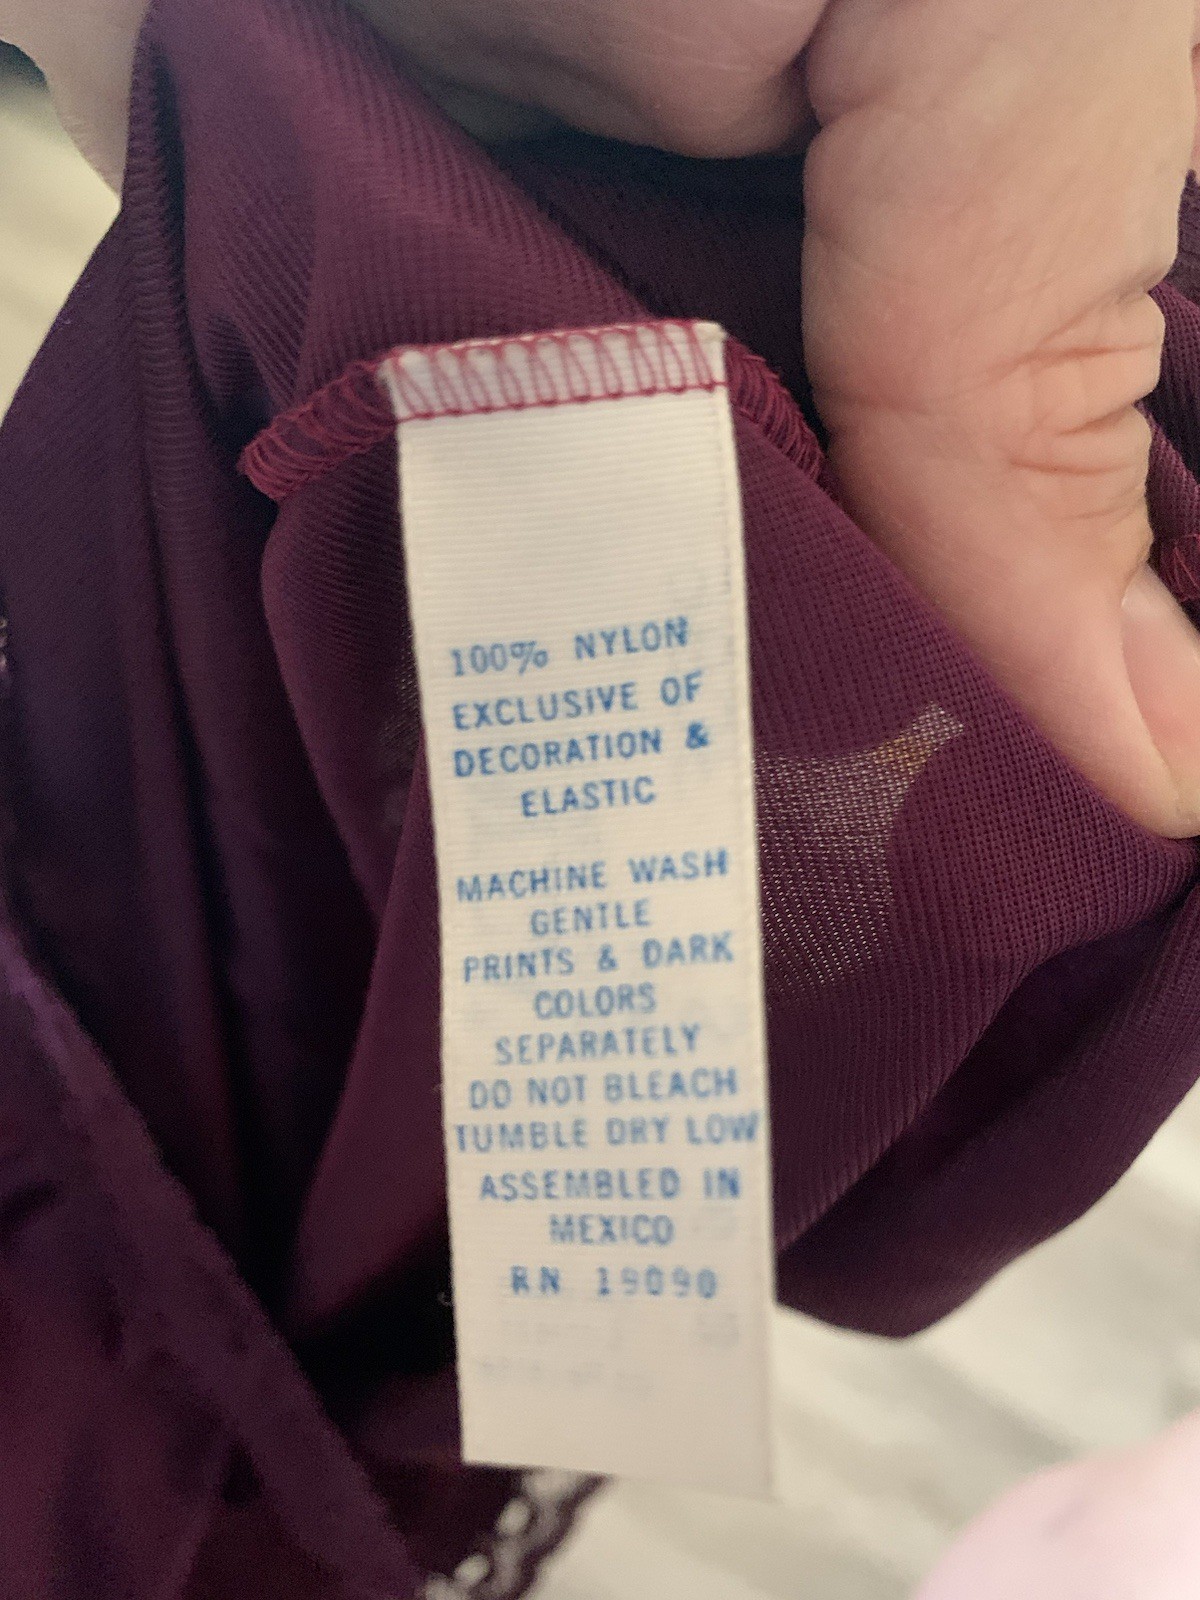 100% NYLON
EXCLUSIVE OF
DECORATION &
ELASTIC
MACHINE WASH
GENTLE
PRINTS & DARK
COLORS
SEPARATELY
DO NOT BLEACH
TUMBLE DRY LOW
ASSEMBLED IN
MEXICO
RN 19090